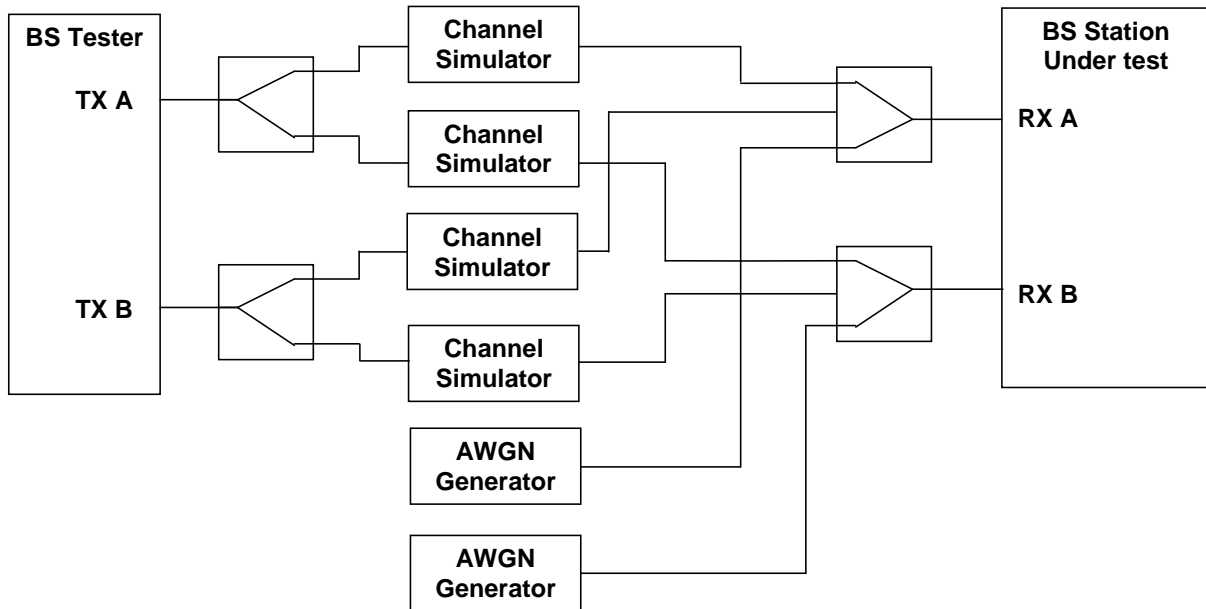 BS Tester
TX A
TX B
Channel
Simulator
Channel
Simulator
Channel
Simulator
Channel
Simulator
AWGN
Generator
AWGN
Generator
BS Station
Under test
RX A
RX B